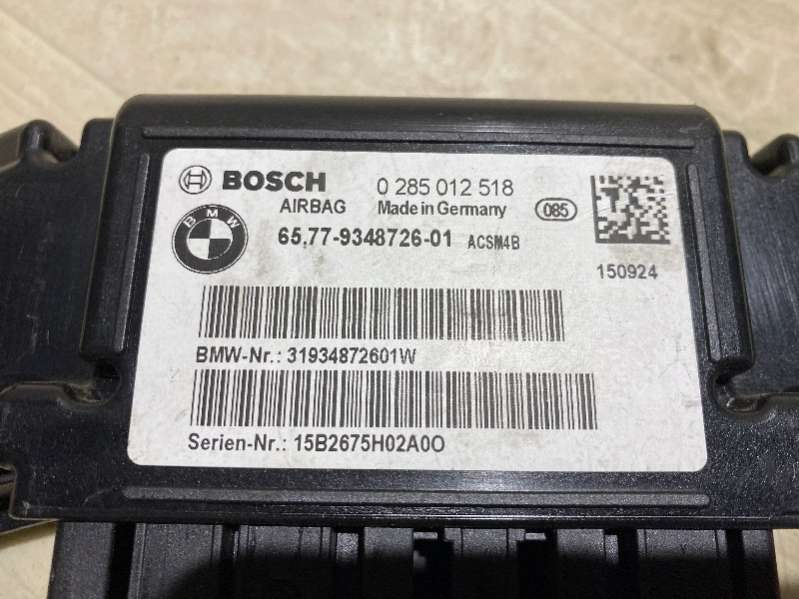 BOSCH 0 285 012 518
AIRBAG Made in Germany 085
BMW
65.77-9348726-01 ACSM4B
150924
BMW-Nr.: 31934872601W
Serien-Nr.: 15B2675H02A0O